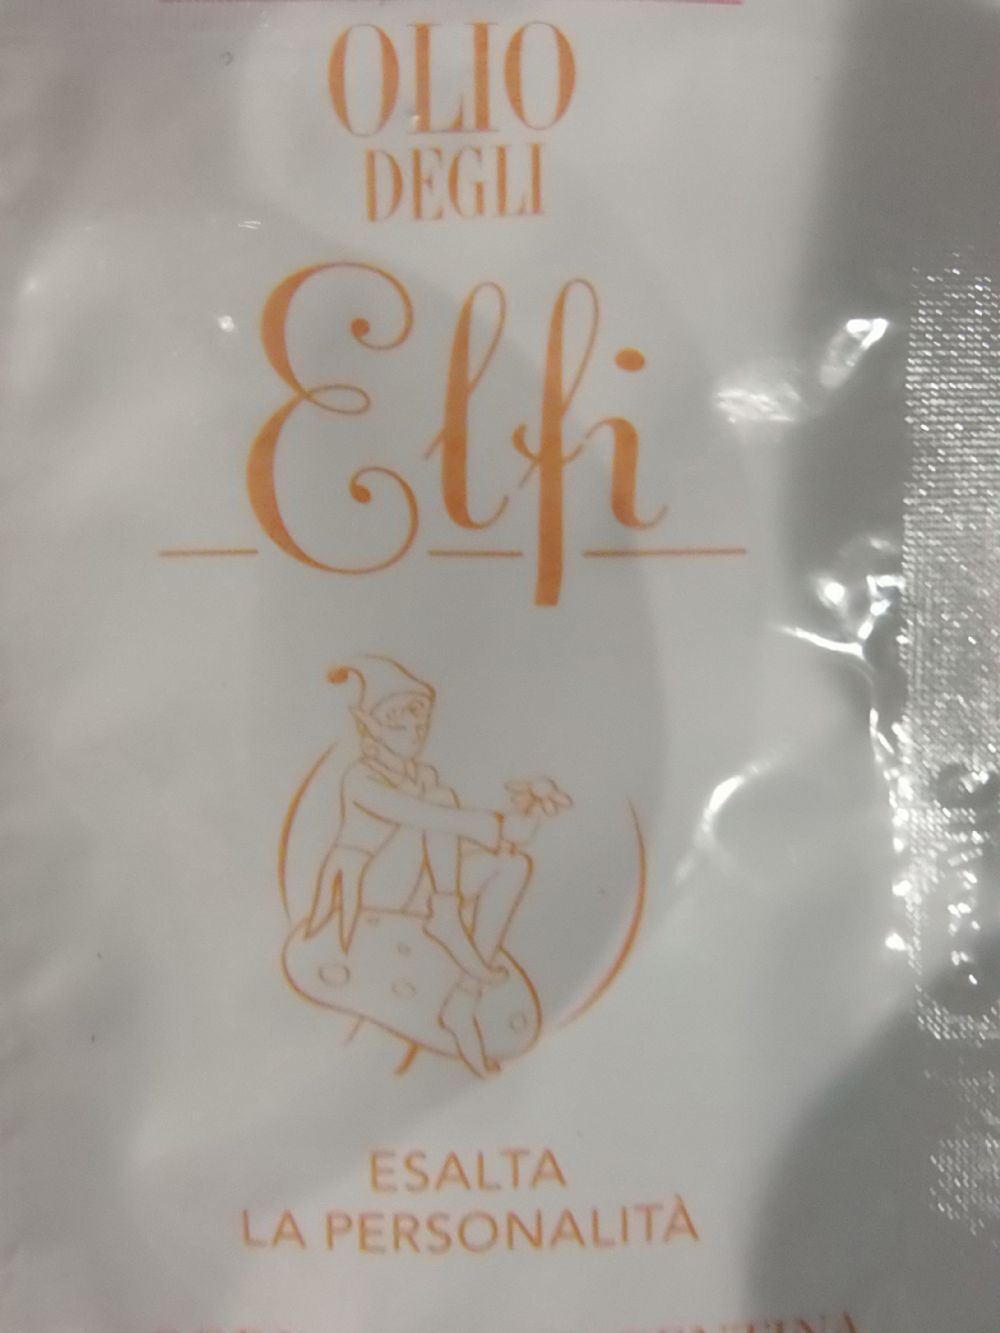 OLIO
DEGLI
Elfi
ESALTA
LA PERSONALITÀ